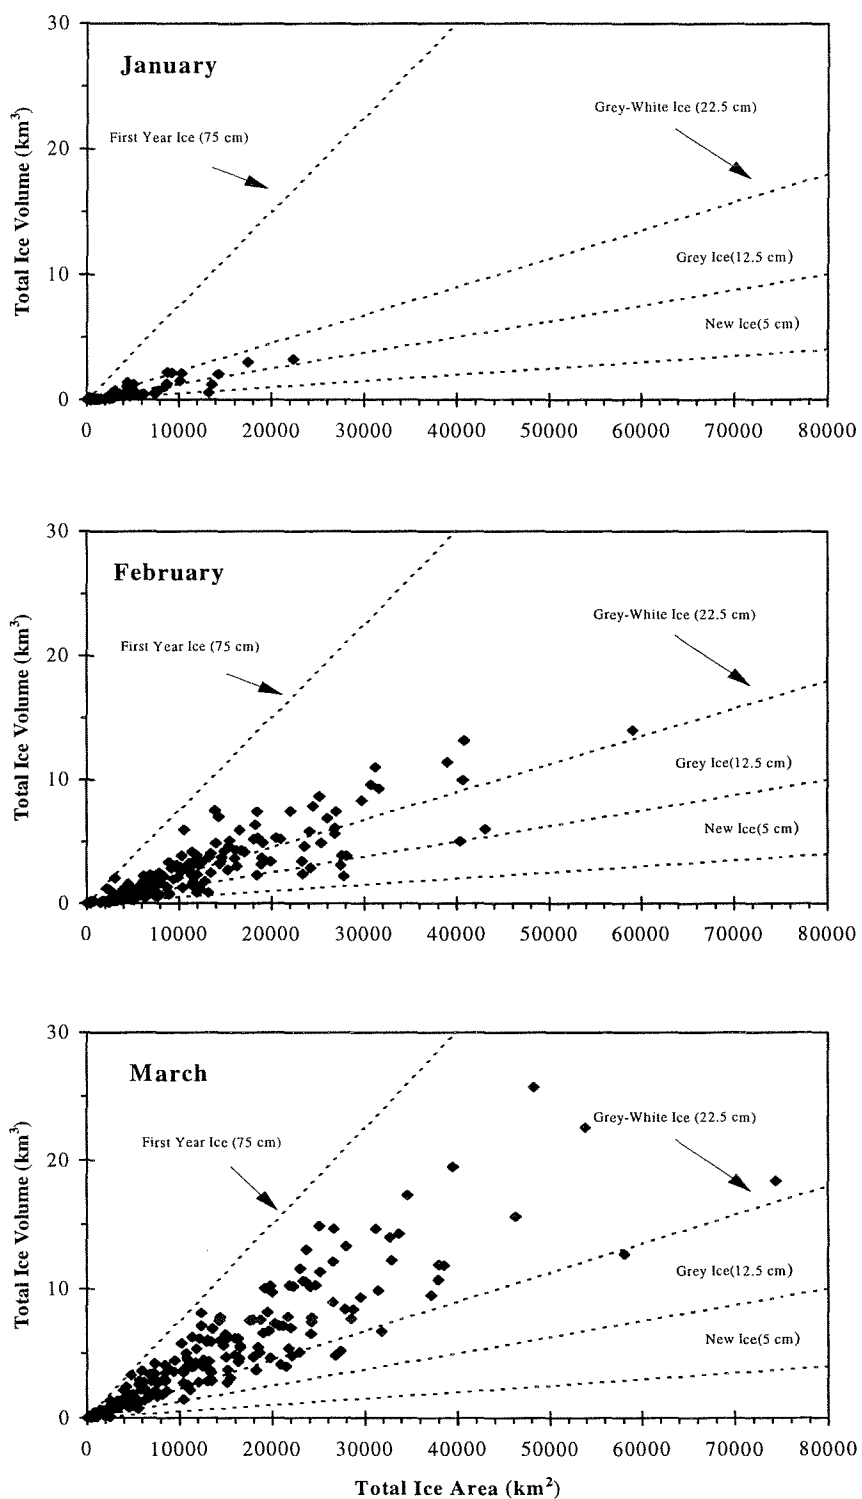 30
January
Grey-White Ice (22.5 cm)
First Year Ice (75 cm)
20
Total Ice Volume (km³)
Grey Ice(12.5 cm)
10
New Ice(5 cm)
0
0 10000 20000 30000 40000 50000 60000 70000 80000
30
February
Grey-White Ice (22.5 cm)
First Year Ice (75 cm)
20
Total Ice Volume (km³)
Grey Ice(12.5 cm)
10
New Ice(5 cm)
0
0 10000 20000 30000 40000 50000 60000 70000 80000
30
March
Grey-White Ice (22.5 cm)
First Year Ice (75 cm)
20
Total Ice Volume (km³)
Grey Ice(12.5 cm)
10
New Ice(5 cm)
0
0 10000 20000 30000 40000 50000 60000 70000 80000
Total Ice Area (km²)